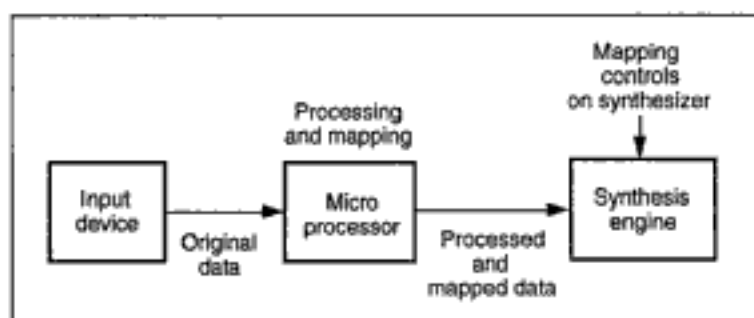 Mapping
controls
on synthesizer
Processing
and mapping
Input
device
Original
data
Micro
processor
Processed
and
mapped data
Synthesis
engine